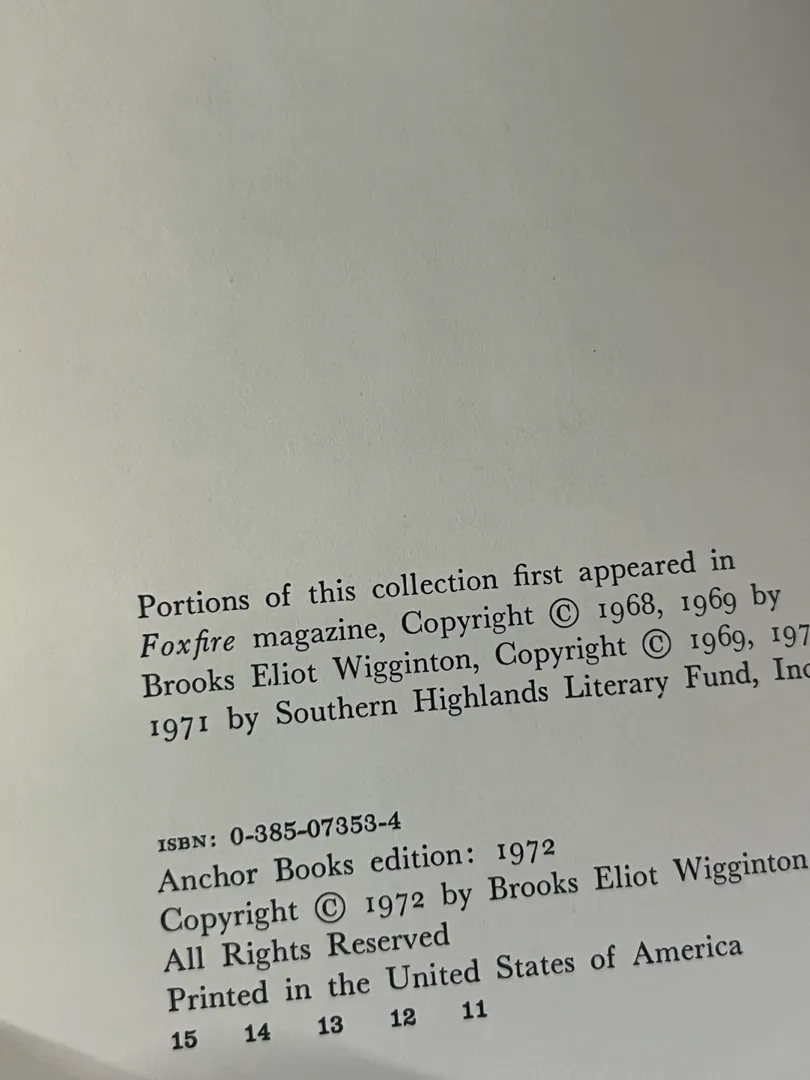 Portions of this collection first appeared in
Foxfire magazine, Copyright © 1968, 1969 by
Brooks Eliot Wigginton, Copyright © 1969, 197
1971 by Southern Highlands Literary Fund, Inc
ISBN: 0-385-07353-4
Anchor Books edition: 1972
Copyright © 1972 by Brooks Eliot Wigginton
All Rights Reserved
Printed in the United States of America
15 14 13 12 11